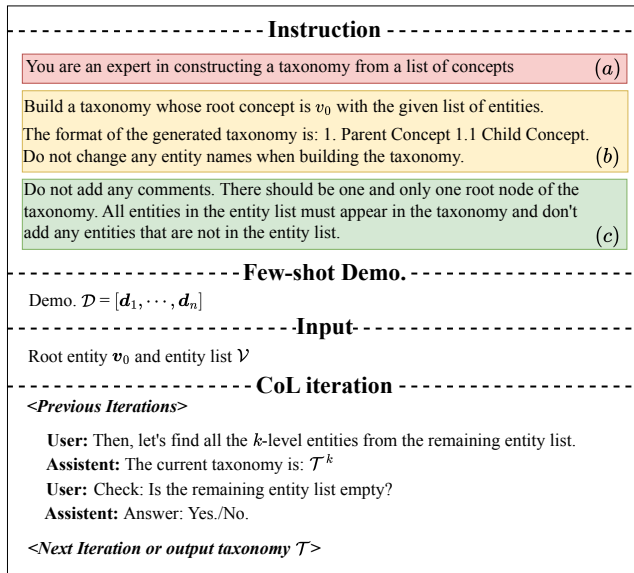 Instruction
You are an expert in constructing a taxonomy from a list of concepts (a)
Build a taxonomy whose root concept is v₀ with the given list of entities.
The format of the generated taxonomy is: 1. Parent Concept 1.1 Child Concept.
Do not change any entity names when building the taxonomy. (b)
Do not add any comments. There should be one and only one root node of the
taxonomy. All entities in the entity list must appear in the taxonomy and don't
add any entities that are not in the entity list. (c)
Few-shot Demo.
Demo. 𝒟 = [d₁, ⋯, dₙ]
Input
Root entity v₀ and entity list 𝒱
CoL iteration
<Previous Iterations>
User: Then, let's find all the k-level entities from the remaining entity list.
Assistent: The current taxonomy is: 𝒯ᵏ
User: Check: Is the remaining entity list empty?
Assistent: Answer: Yes./No.
<Next Iteration or output taxonomy 𝒯>